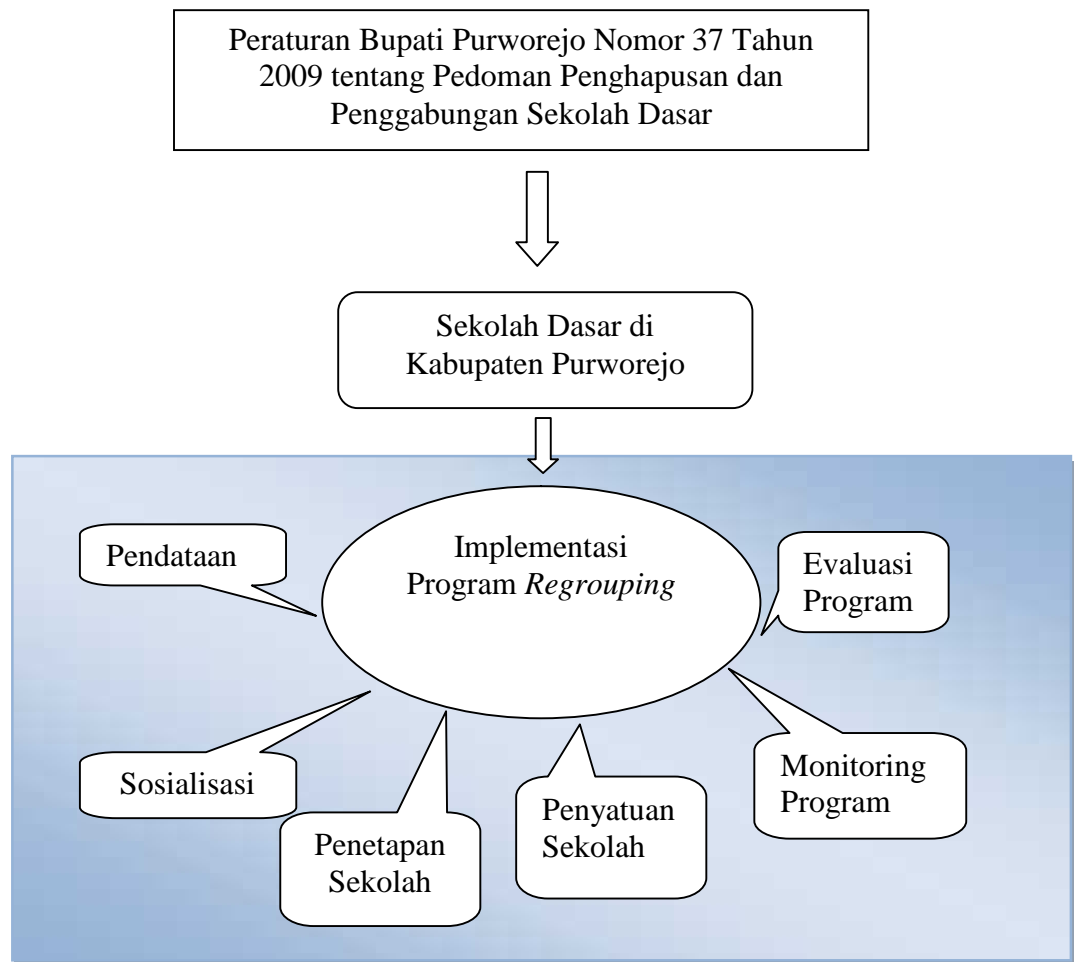 Peraturan Bupati Purworejo Nomor 37 Tahun
2009 tentang Pedoman Penghapusan dan
Penggabungan Sekolah Dasar
Sekolah Dasar di
Kabupaten Purworejo
Implementasi
Program Regrouping
Pendataan
Sosialisasi
Penetapan
Sekolah
Penyatuan
Sekolah
Monitoring
Program
Evaluasi
Program